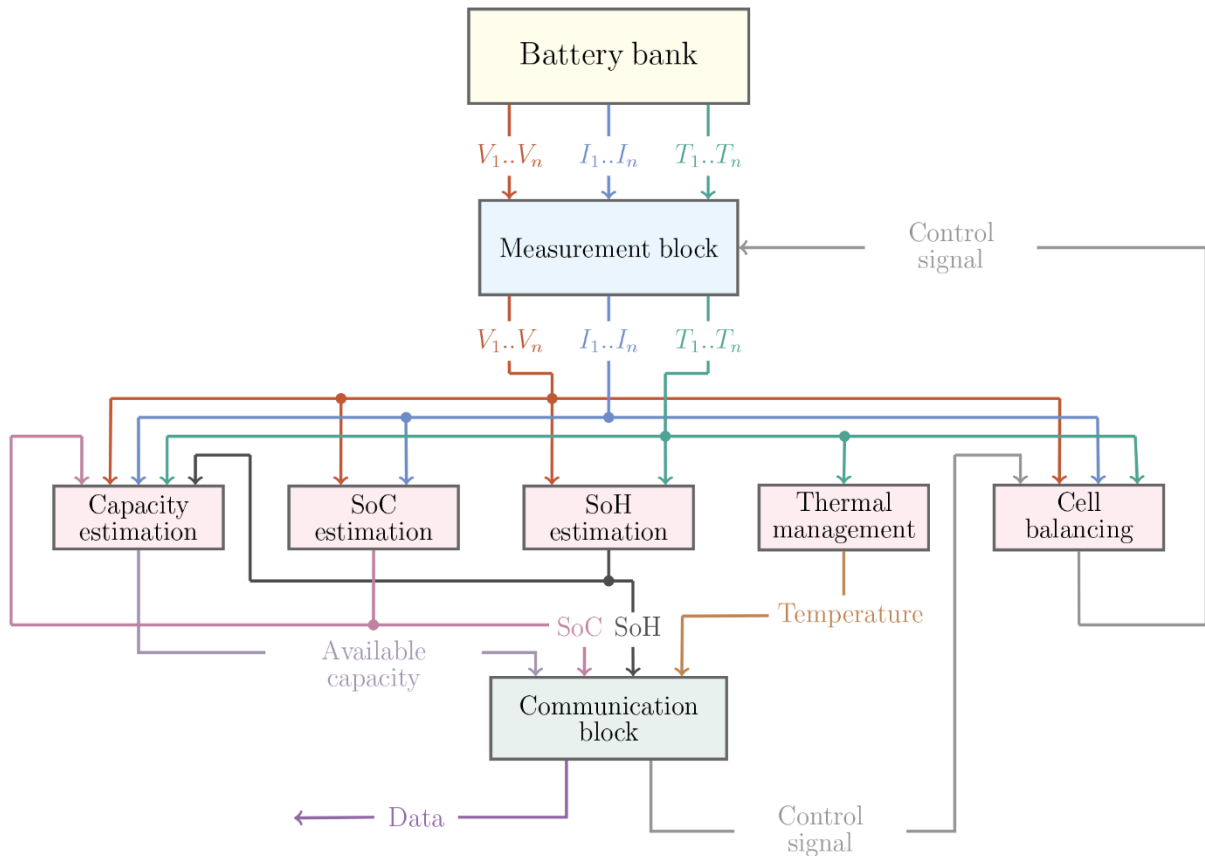 Battery bank
V₁..Vₙ I₁..Iₙ T₁..Tₙ
Measurement block
Control
signal
V₁..Vₙ I₁..Iₙ T₁..Tₙ
Capacity
estimation
SoC
estimation
SoH
estimation
Thermal
management
Cell
balancing
Temperature
SoC SoH
Available
capacity
Communication
block
Data
Control
signal